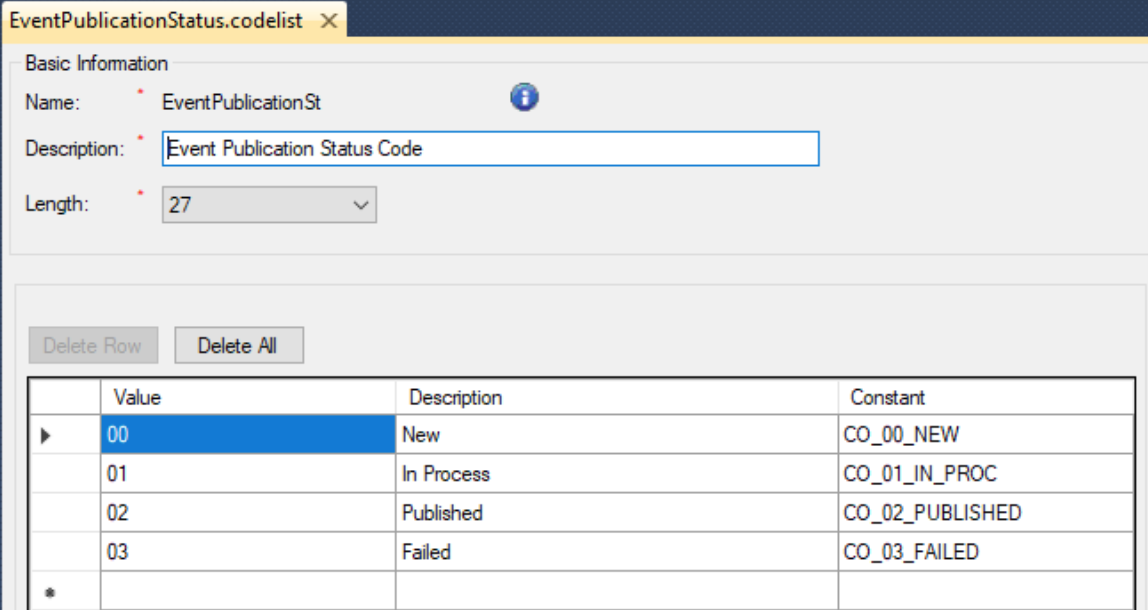 EventPublicationStatus.codelist
Basic Information
Name: * EventPublicationSt
Description: * Event Publication Status Code
Length: * 27
Delete Row Delete All
Value Description Constant
00 New CO_00_NEW
01 In Process CO_01_IN_PROC
02 Published CO_02_PUBLISHED
03 Failed CO_03_FAILED
*